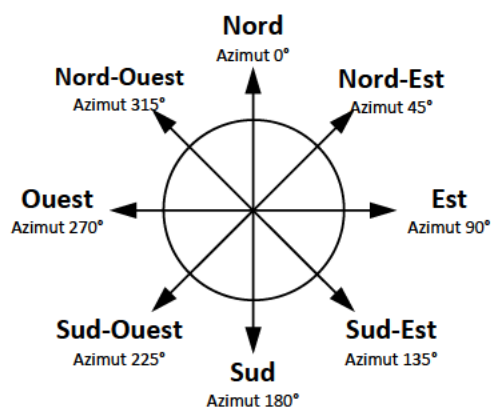 Nord
Azimut 0°
Nord-Ouest
Azimut 315°
Nord-Est
Azimut 45°
Ouest
Azimut 270°
Est
Azimut 90°
Sud-Ouest
Azimut 225°
Sud-Est
Azimut 135°
Sud
Azimut 180°